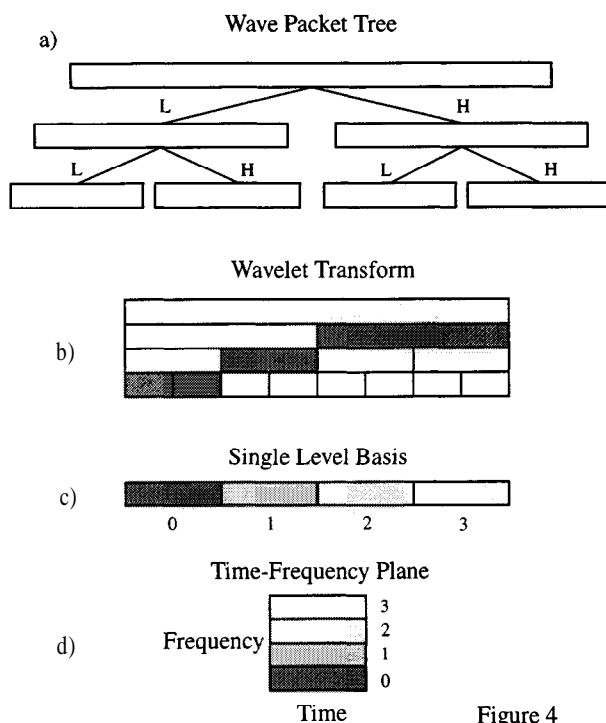 Wave Packet Tree
a)
L H
L H L H
Wavelet Transform
b)
Single Level Basis
c)
0 1 2 3
Time-Frequency Plane
3
2
d) Frequency
1
0
Time
Figure 4